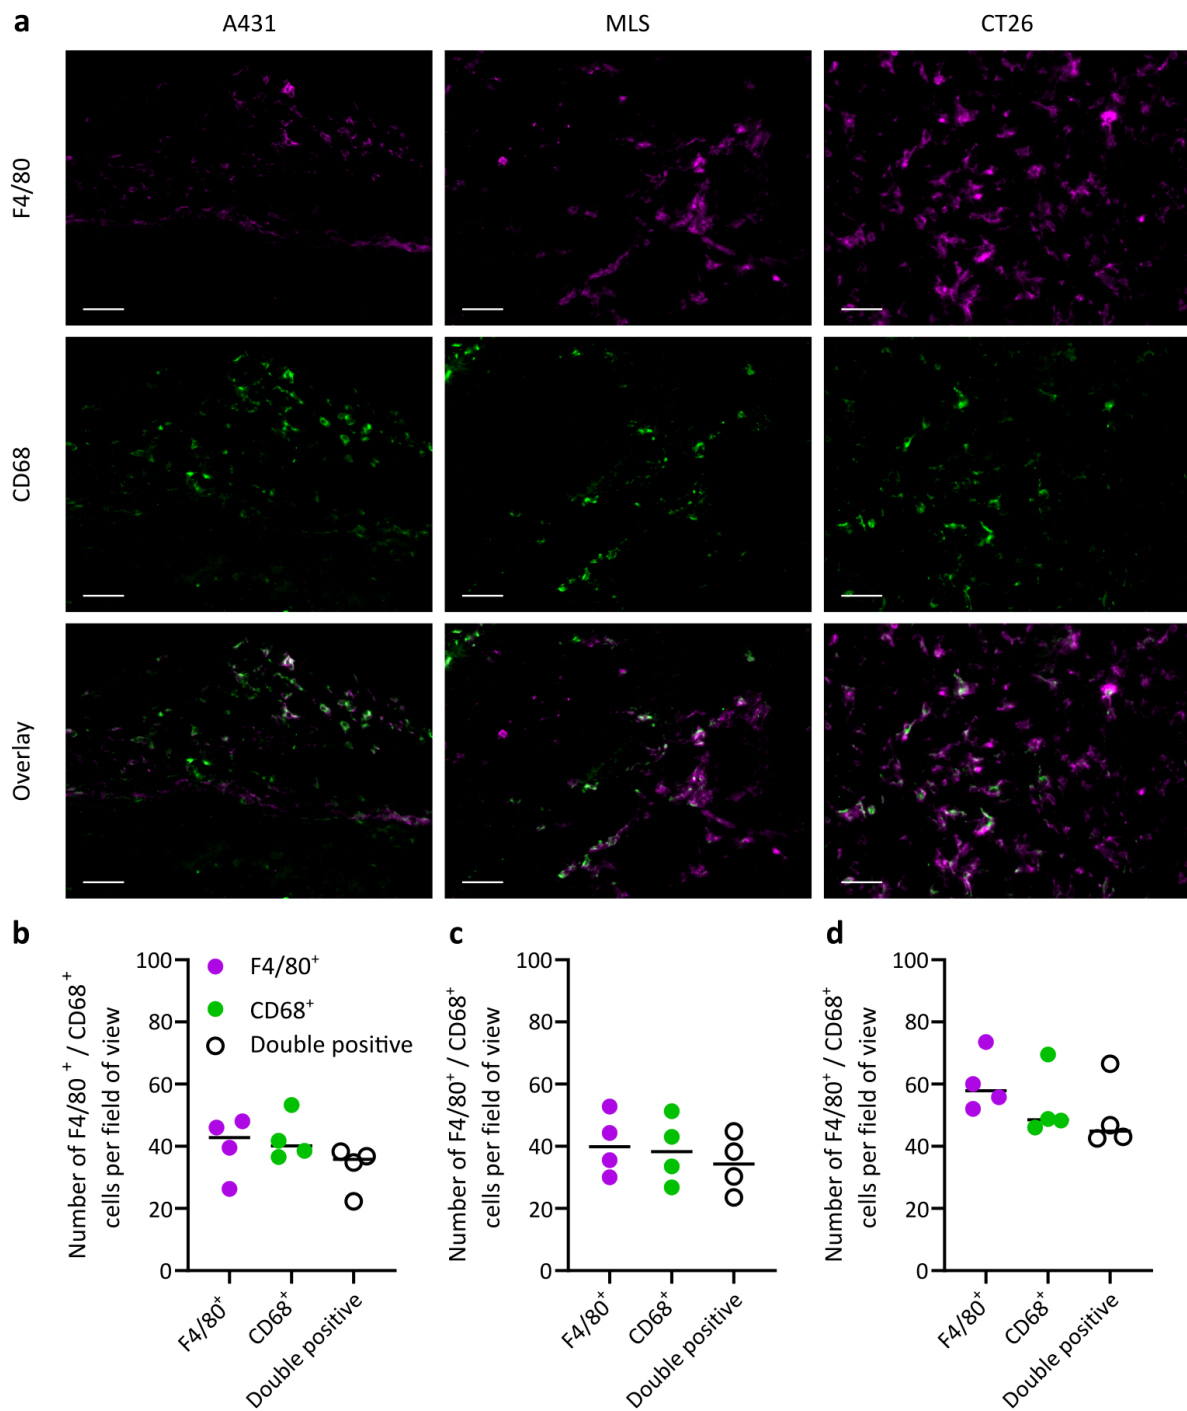 a
A431
MLS
CT26
F4/80
CD68
Overlay
b
Number of F4/80⁺ / CD68⁺
cells per field of view
100
80
60
40
20
0
F4/80⁺
CD68⁺
Double positive
F4/80⁺
CD68⁺
Double positive
c
Number of F4/80⁺ / CD68⁺
cells per field of view
100
80
60
40
20
0
F4/80⁺
CD68⁺
Double positive
d
Number of F4/80⁺ / CD68⁺
cells per field of view
100
80
60
40
20
0
F4/80⁺
CD68⁺
Double positive